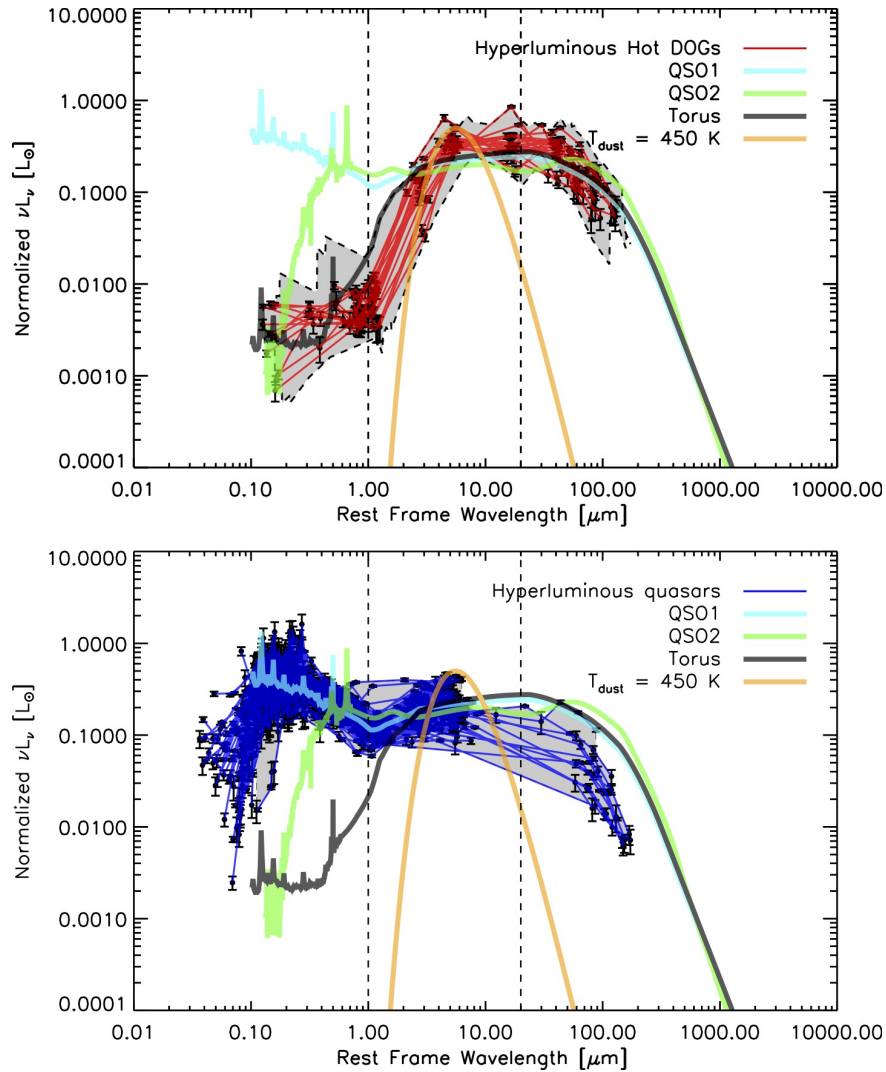 10.0000
1.0000
0.1000
0.0100
0.0010
0.0001
Normalized νLν [L⊙]
Hyperluminous Hot DOGs
QSO1
QSO2
Torus
Tdust = 450 K
0.01 0.10 1.00 10.00 100.00 1000.00 10000.00
Rest Frame Wavelength [μm]
10.0000
1.0000
0.1000
0.0100
0.0010
0.0001
Normalized νLν [L⊙]
Hyperluminous quasars
QSO1
QSO2
Torus
Tdust = 450 K
0.01 0.10 1.00 10.00 100.00 1000.00 10000.00
Rest Frame Wavelength [μm]